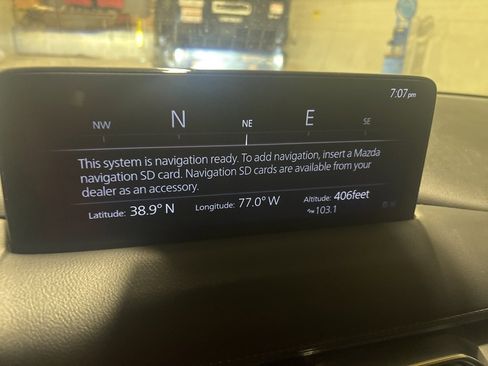 7:07 pm
NW N NE E SE
This system is navigation ready. To add navigation, insert a Mazda
navigation SD card. Navigation SD cards are available from your
dealer as an accessory.
Latitude: 38.9° N Longitude: 77.0° W Altitude: 406feet
103.1